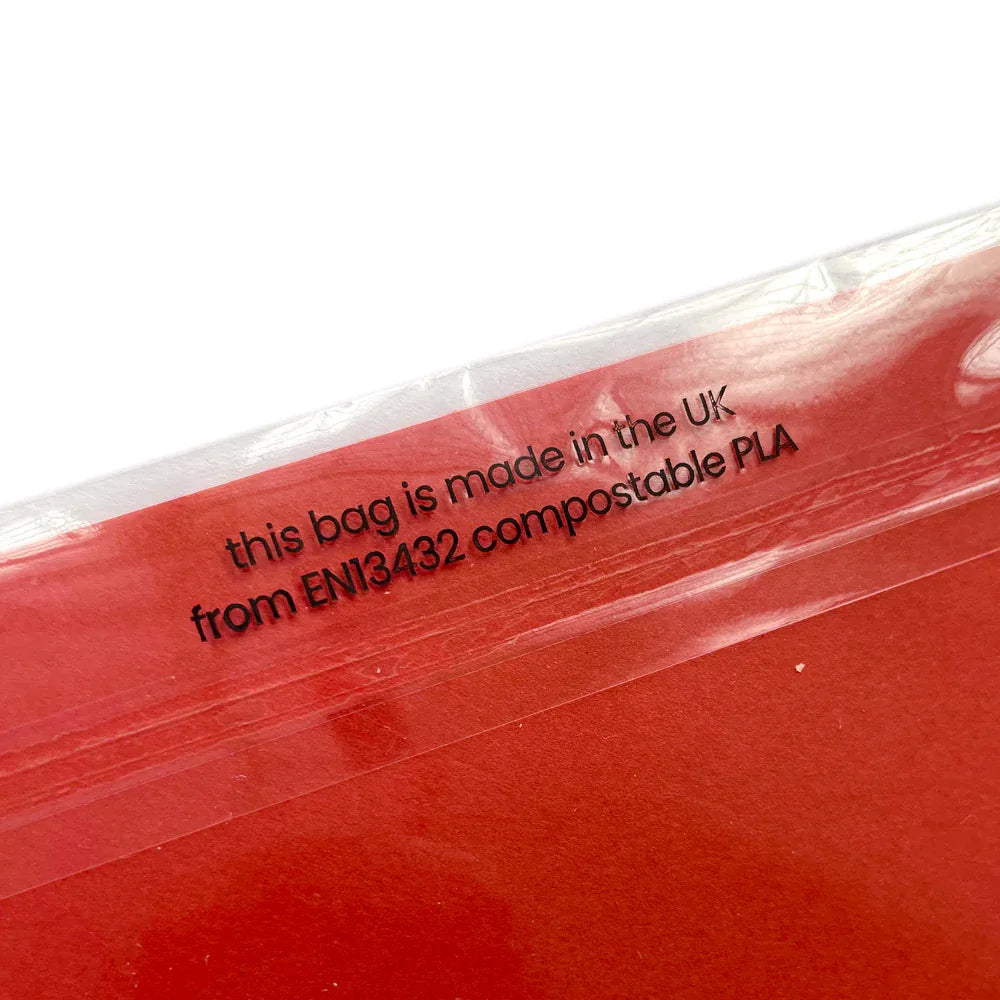 this bag is made in the UK
from EN13432 compostable PLA